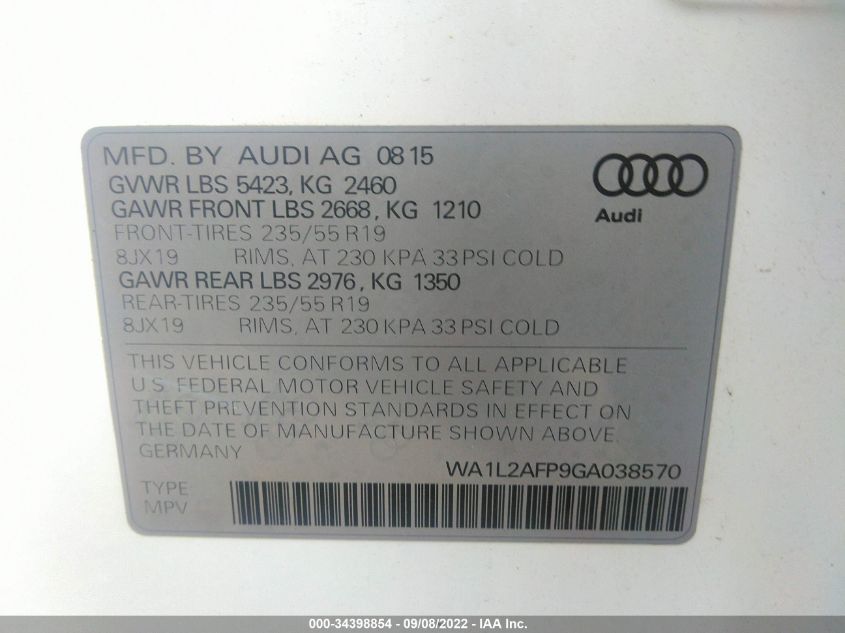 MFD. BY AUDI AG 08 15
GVWR LBS 5423, KG 2460
GAWR FRONT LBS 2668, KG 1210
FRONT-TIRES 235/55 R19
8JX19 RIMS, AT 230 KPA 33 PSI COLD
GAWR REAR LBS 2976, KG 1350
REAR-TIRES 235/55 R19
8JX19 RIMS, AT 230 KPA 33 PSI COLD
Audi
THIS VEHICLE CONFORMS TO ALL APPLICABLE
U.S. FEDERAL MOTOR VEHICLE SAFETY AND
THEFT PREVENTION STANDARDS IN EFFECT ON
THE DATE OF MANUFACTURE SHOWN ABOVE.
GERMANY
WA1L2AFP9GA038570
TYPE
MPV
000-34398854 - 09/08/2022 - IAA Inc.